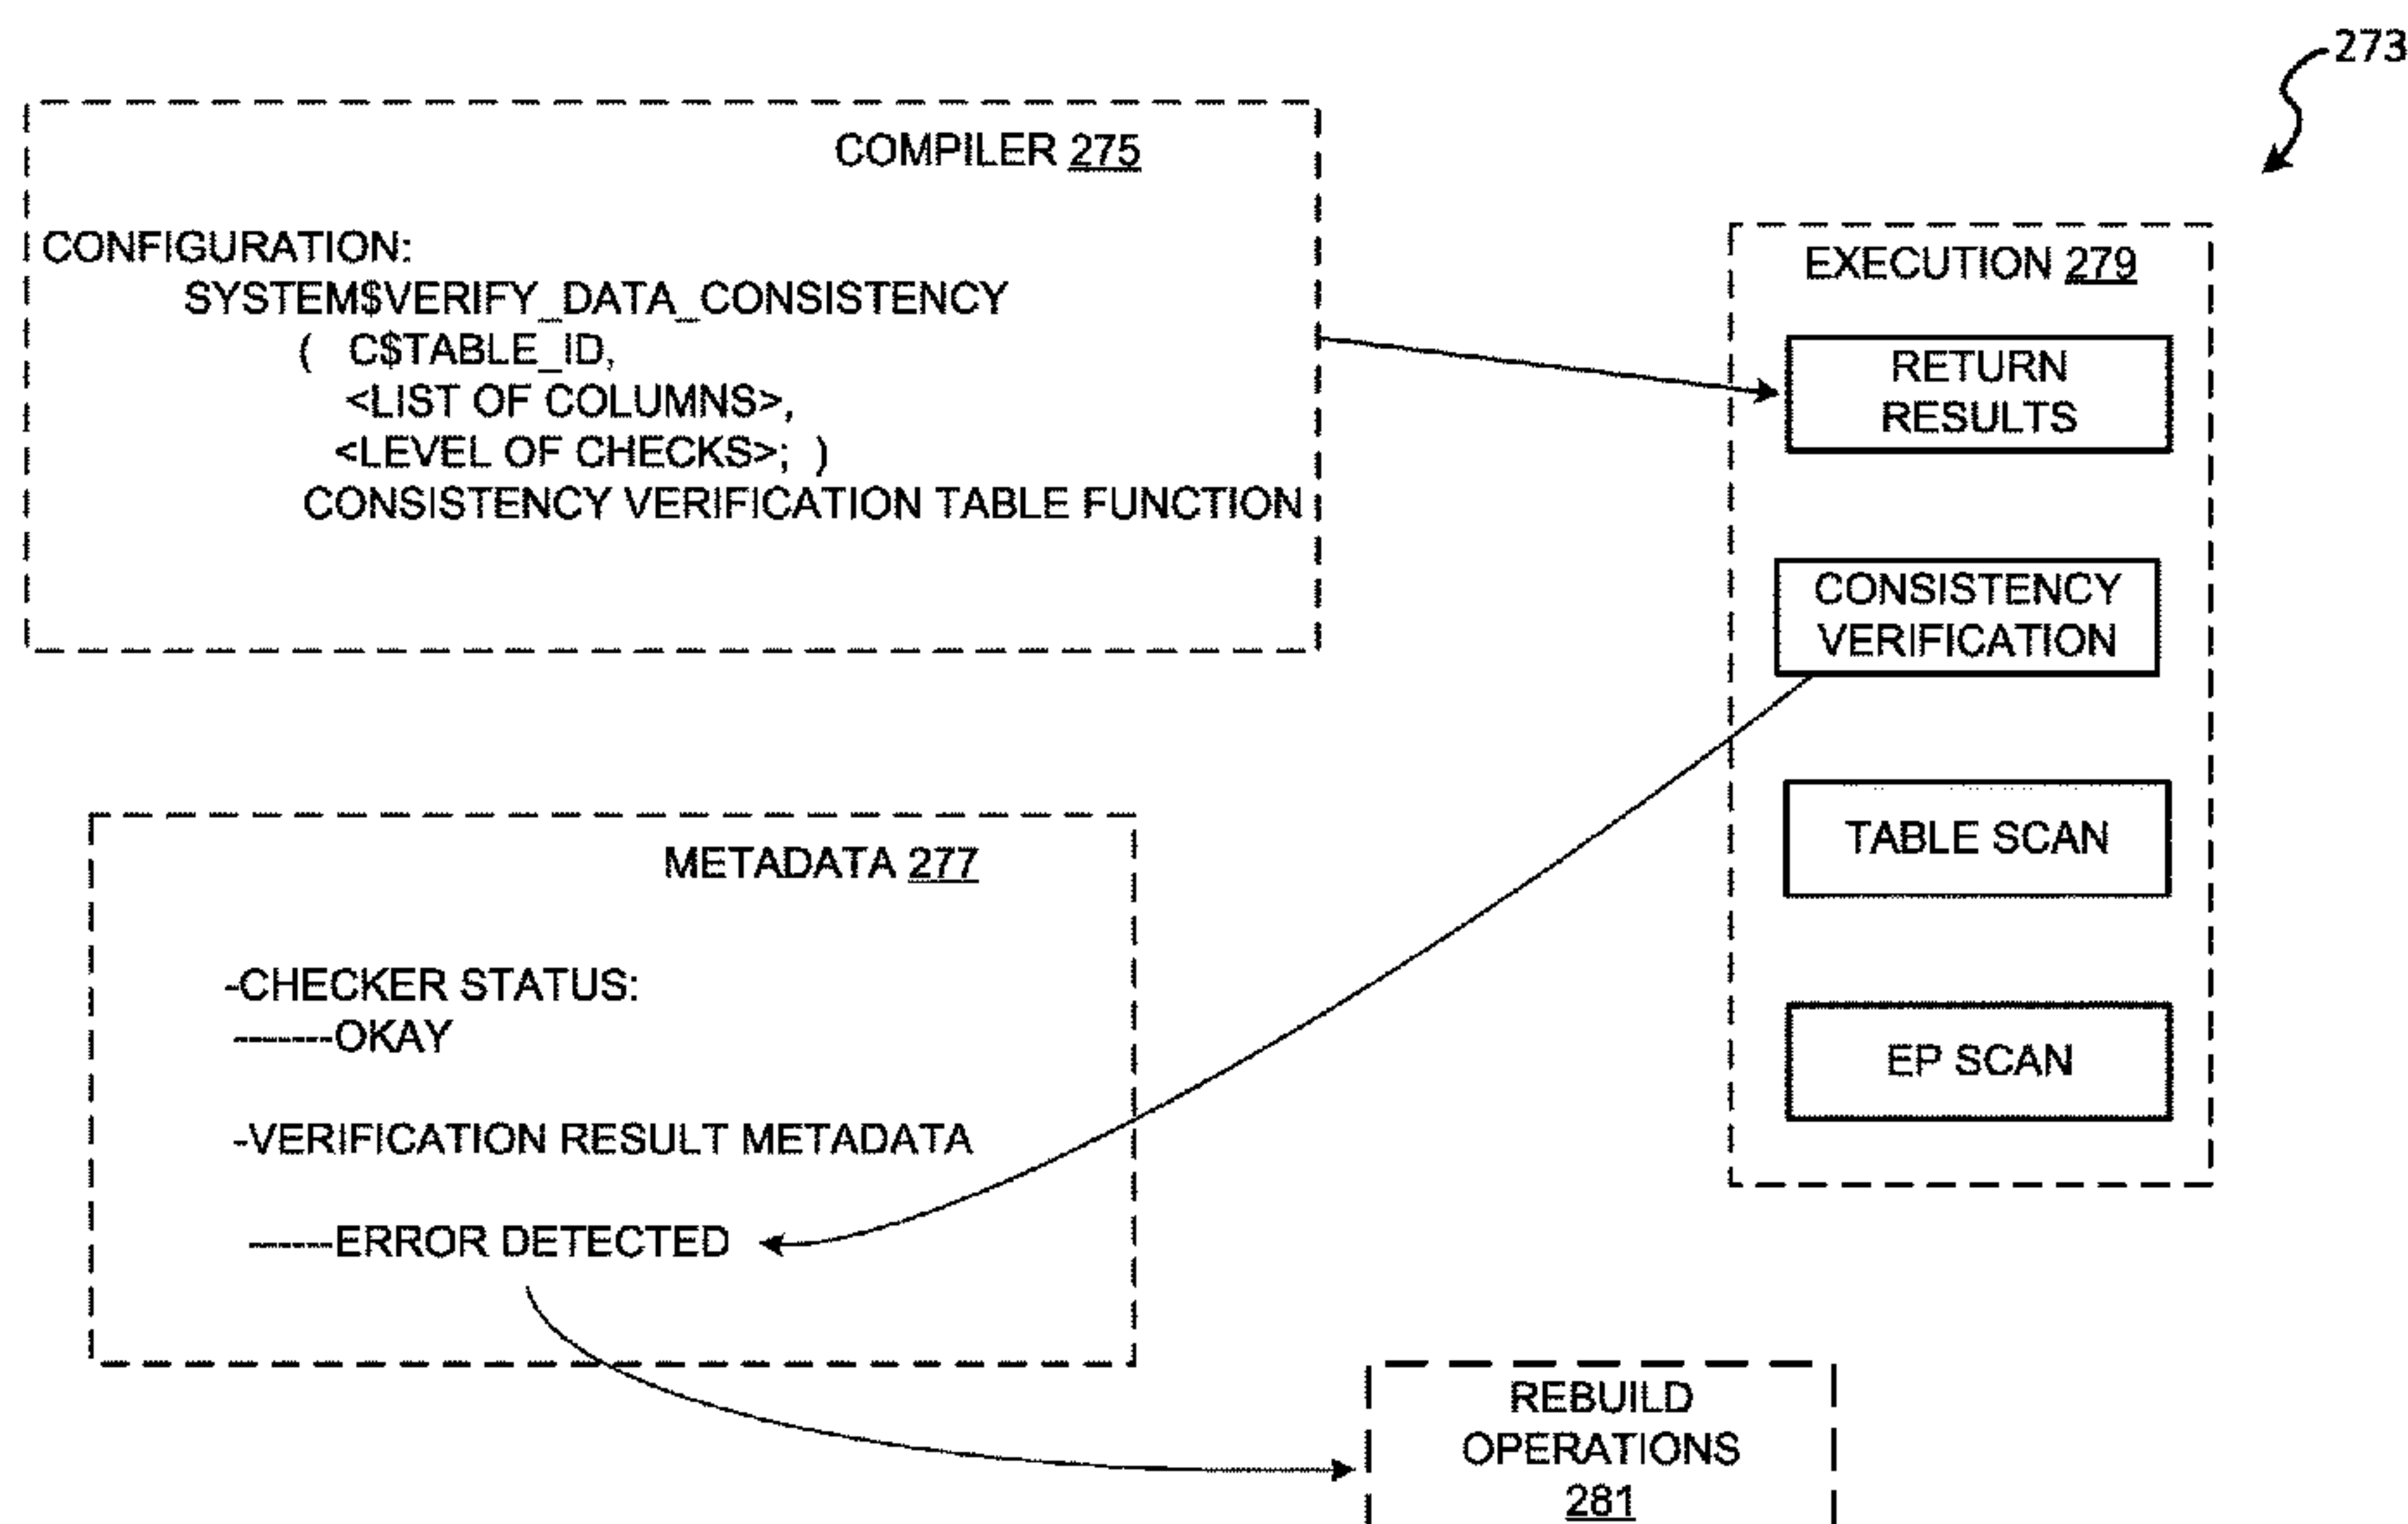 273
COMPILER 275
CONFIGURATION:
SYSTEM$VERIFY_DATA_CONSISTENCY
( C$TABLE_ID,
<LIST OF COLUMNS>,
<LEVEL OF CHECKS>; )
CONSISTENCY VERIFICATION TABLE FUNCTION
EXECUTION 279
RETURN
RESULTS
CONSISTENCY
VERIFICATION
TABLE SCAN
EP SCAN
METADATA 277
-CHECKER STATUS:
-------OKAY
-VERIFICATION RESULT METADATA
------ERROR DETECTED
REBUILD
OPERATIONS
281